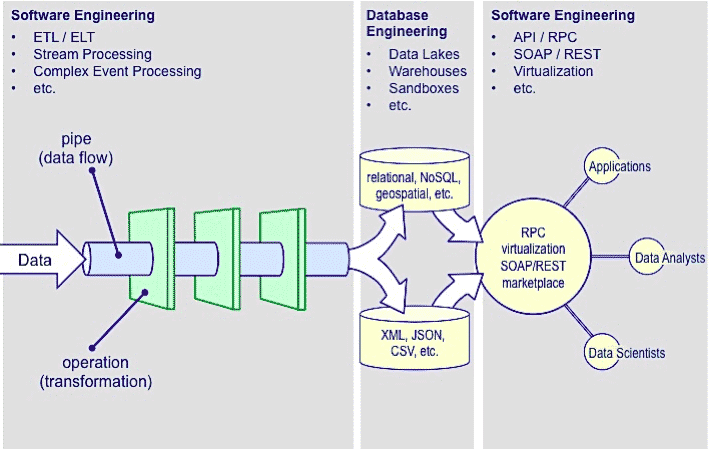 Software Engineering
• ETL / ELT
• Stream Processing
• Complex Event Processing
• etc.
Database
Engineering
• Data Lakes
• Warehouses
• Sandboxes
• etc.
Software Engineering
• API / RPC
• SOAP / REST
• Virtualization
• etc.
pipe
(data flow)
Data
operation
(transformation)
relational, NoSQL,
geospatial, etc.
XML, JSON,
CSV, etc.
RPC
virtualization
SOAP/REST
marketplace
Applications
Data Analysts
Data Scientists